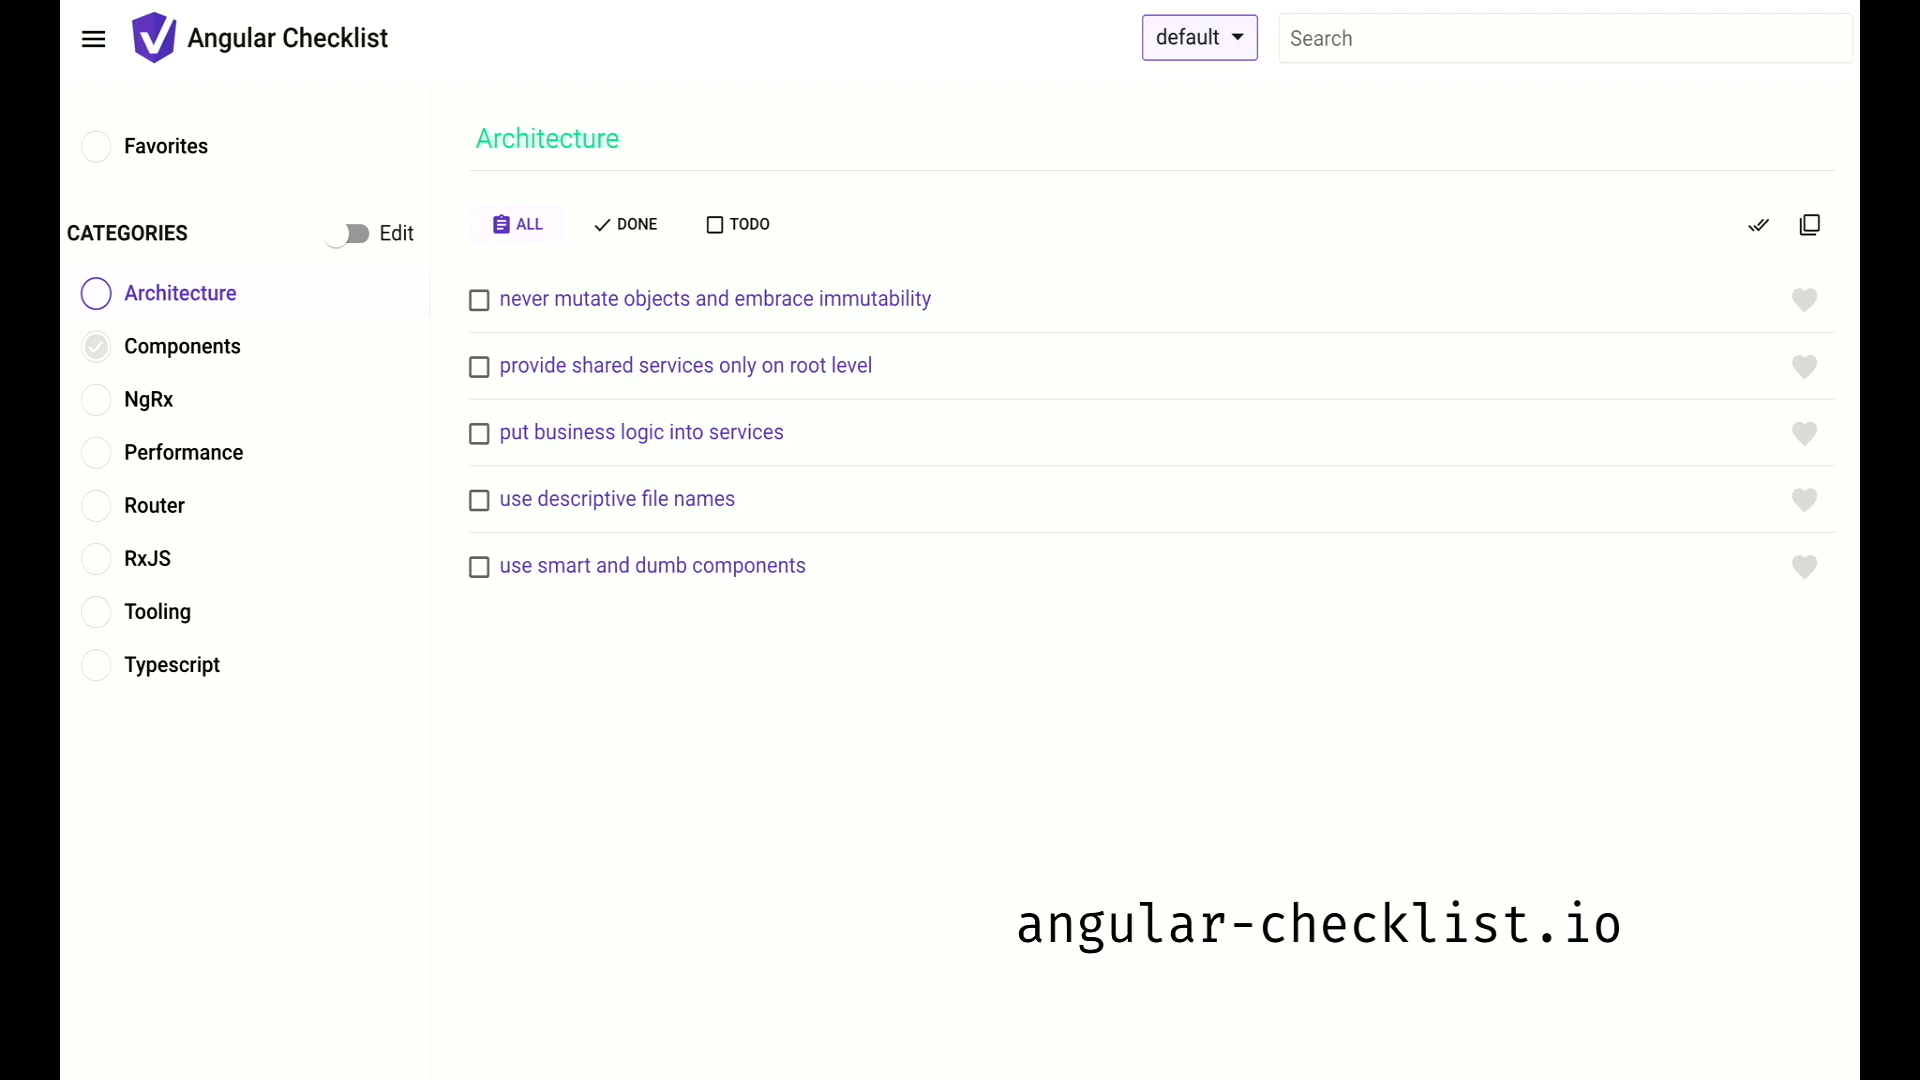 Angular Checklist
default
Search
Favorites
CATEGORIES
Edit
Architecture
Components
NgRx
Performance
Router
RxJS
Tooling
Typescript
Architecture
ALL
DONE
TODO
never mutate objects and embrace immutability
provide shared services only on root level
put business logic into services
use descriptive file names
use smart and dumb components
angular-checklist.io